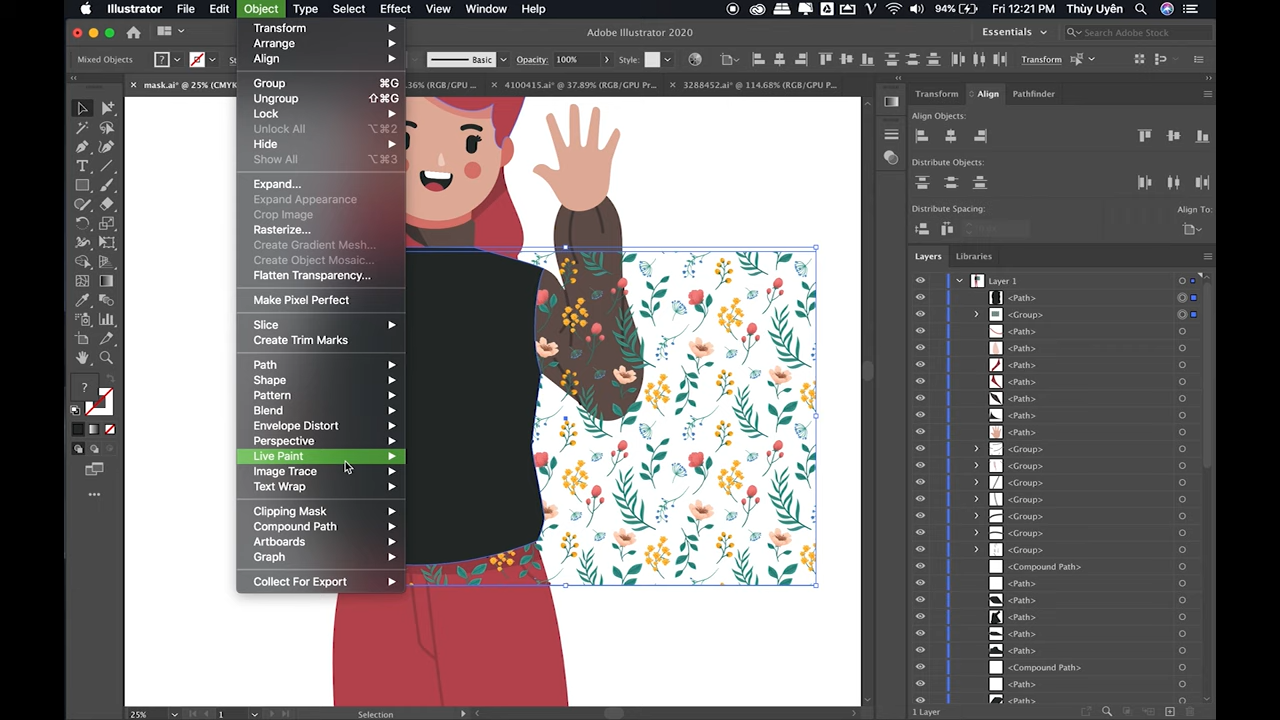 Illustrator File Edit Object Type Select Effect View Window Help
94% Fri 12:21 PM Thùy Uyên
Adobe Illustrator 2020
Essentials
Search Adobe Stock
Mixed Objects
Basic
Opacity: 100%
Style:
Transform
mask.ai* @ 25% (CMYK
.36% (RGB/GPU ...
4100415.ai* @ 37.89% (RGB/GPU Pr...
3288452.ai* @ 114.68% (RGB/GPU P...
Transform
Arrange
Align
Group ⌘G
Ungroup ⇧⌘G
Lock
Unlock All ⌥⌘2
Hide
Show All ⌥⌘3
Expand...
Expand Appearance
Crop Image
Rasterize...
Create Gradient Mesh...
Create Object Mosaic...
Flatten Transparency...
Make Pixel Perfect
Slice
Create Trim Marks
Path
Shape
Pattern
Blend
Envelope Distort
Perspective
Live Paint
Image Trace
Text Wrap
Clipping Mask
Compound Path
Artboards
Graph
Collect For Export
Transform Align Pathfinder
Align Objects:
Distribute Objects:
Distribute Spacing:
Align To:
Layers Libraries
Layer 1
<Path>
<Group>
<Path>
<Path>
<Path>
<Path>
<Path>
<Path>
<Path>
<Group>
<Group>
<Group>
<Group>
<Group>
<Group>
<Group>
<Compound Path>
<Path>
<Path>
<Path>
<Path>
<Path>
<Compound Path>
<Path>
<Path>
1 Layer
25%
1
Selection